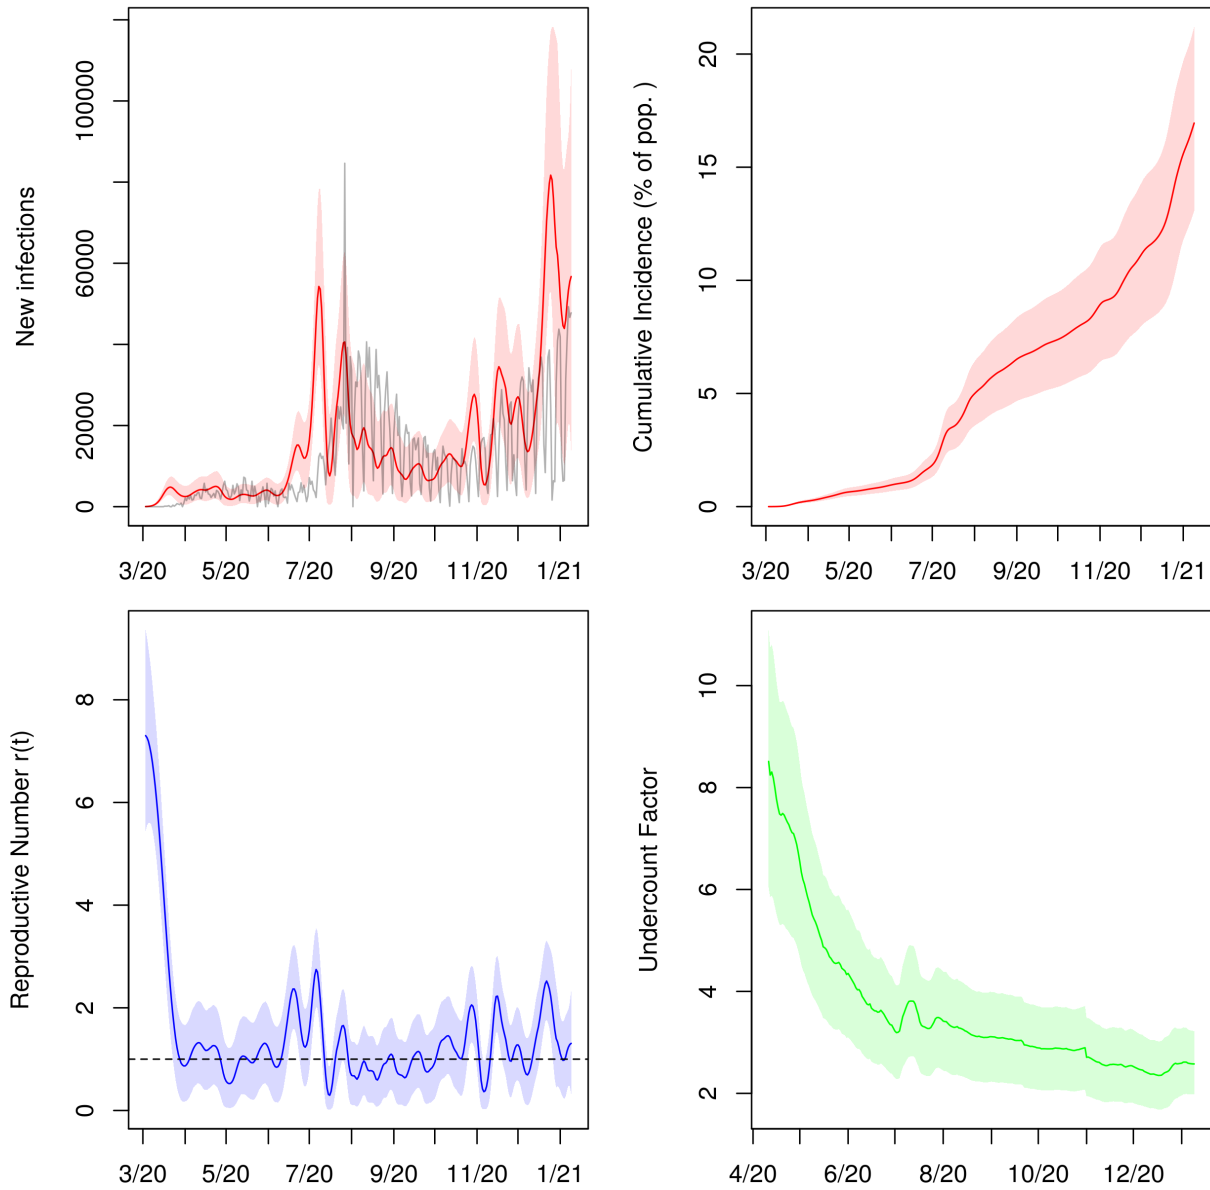 New infections
100000
60000
20000
0
3/20 5/20 7/20 9/20 11/20 1/21
Cumulative Incidence (% of pop. )
20
15
10
5
0
3/20 5/20 7/20 9/20 11/20 1/21
Reproductive Number r(t)
8
6
4
2
0
3/20 5/20 7/20 9/20 11/20 1/21
Undercount Factor
10
8
6
4
2
4/20 6/20 8/20 10/20 12/20